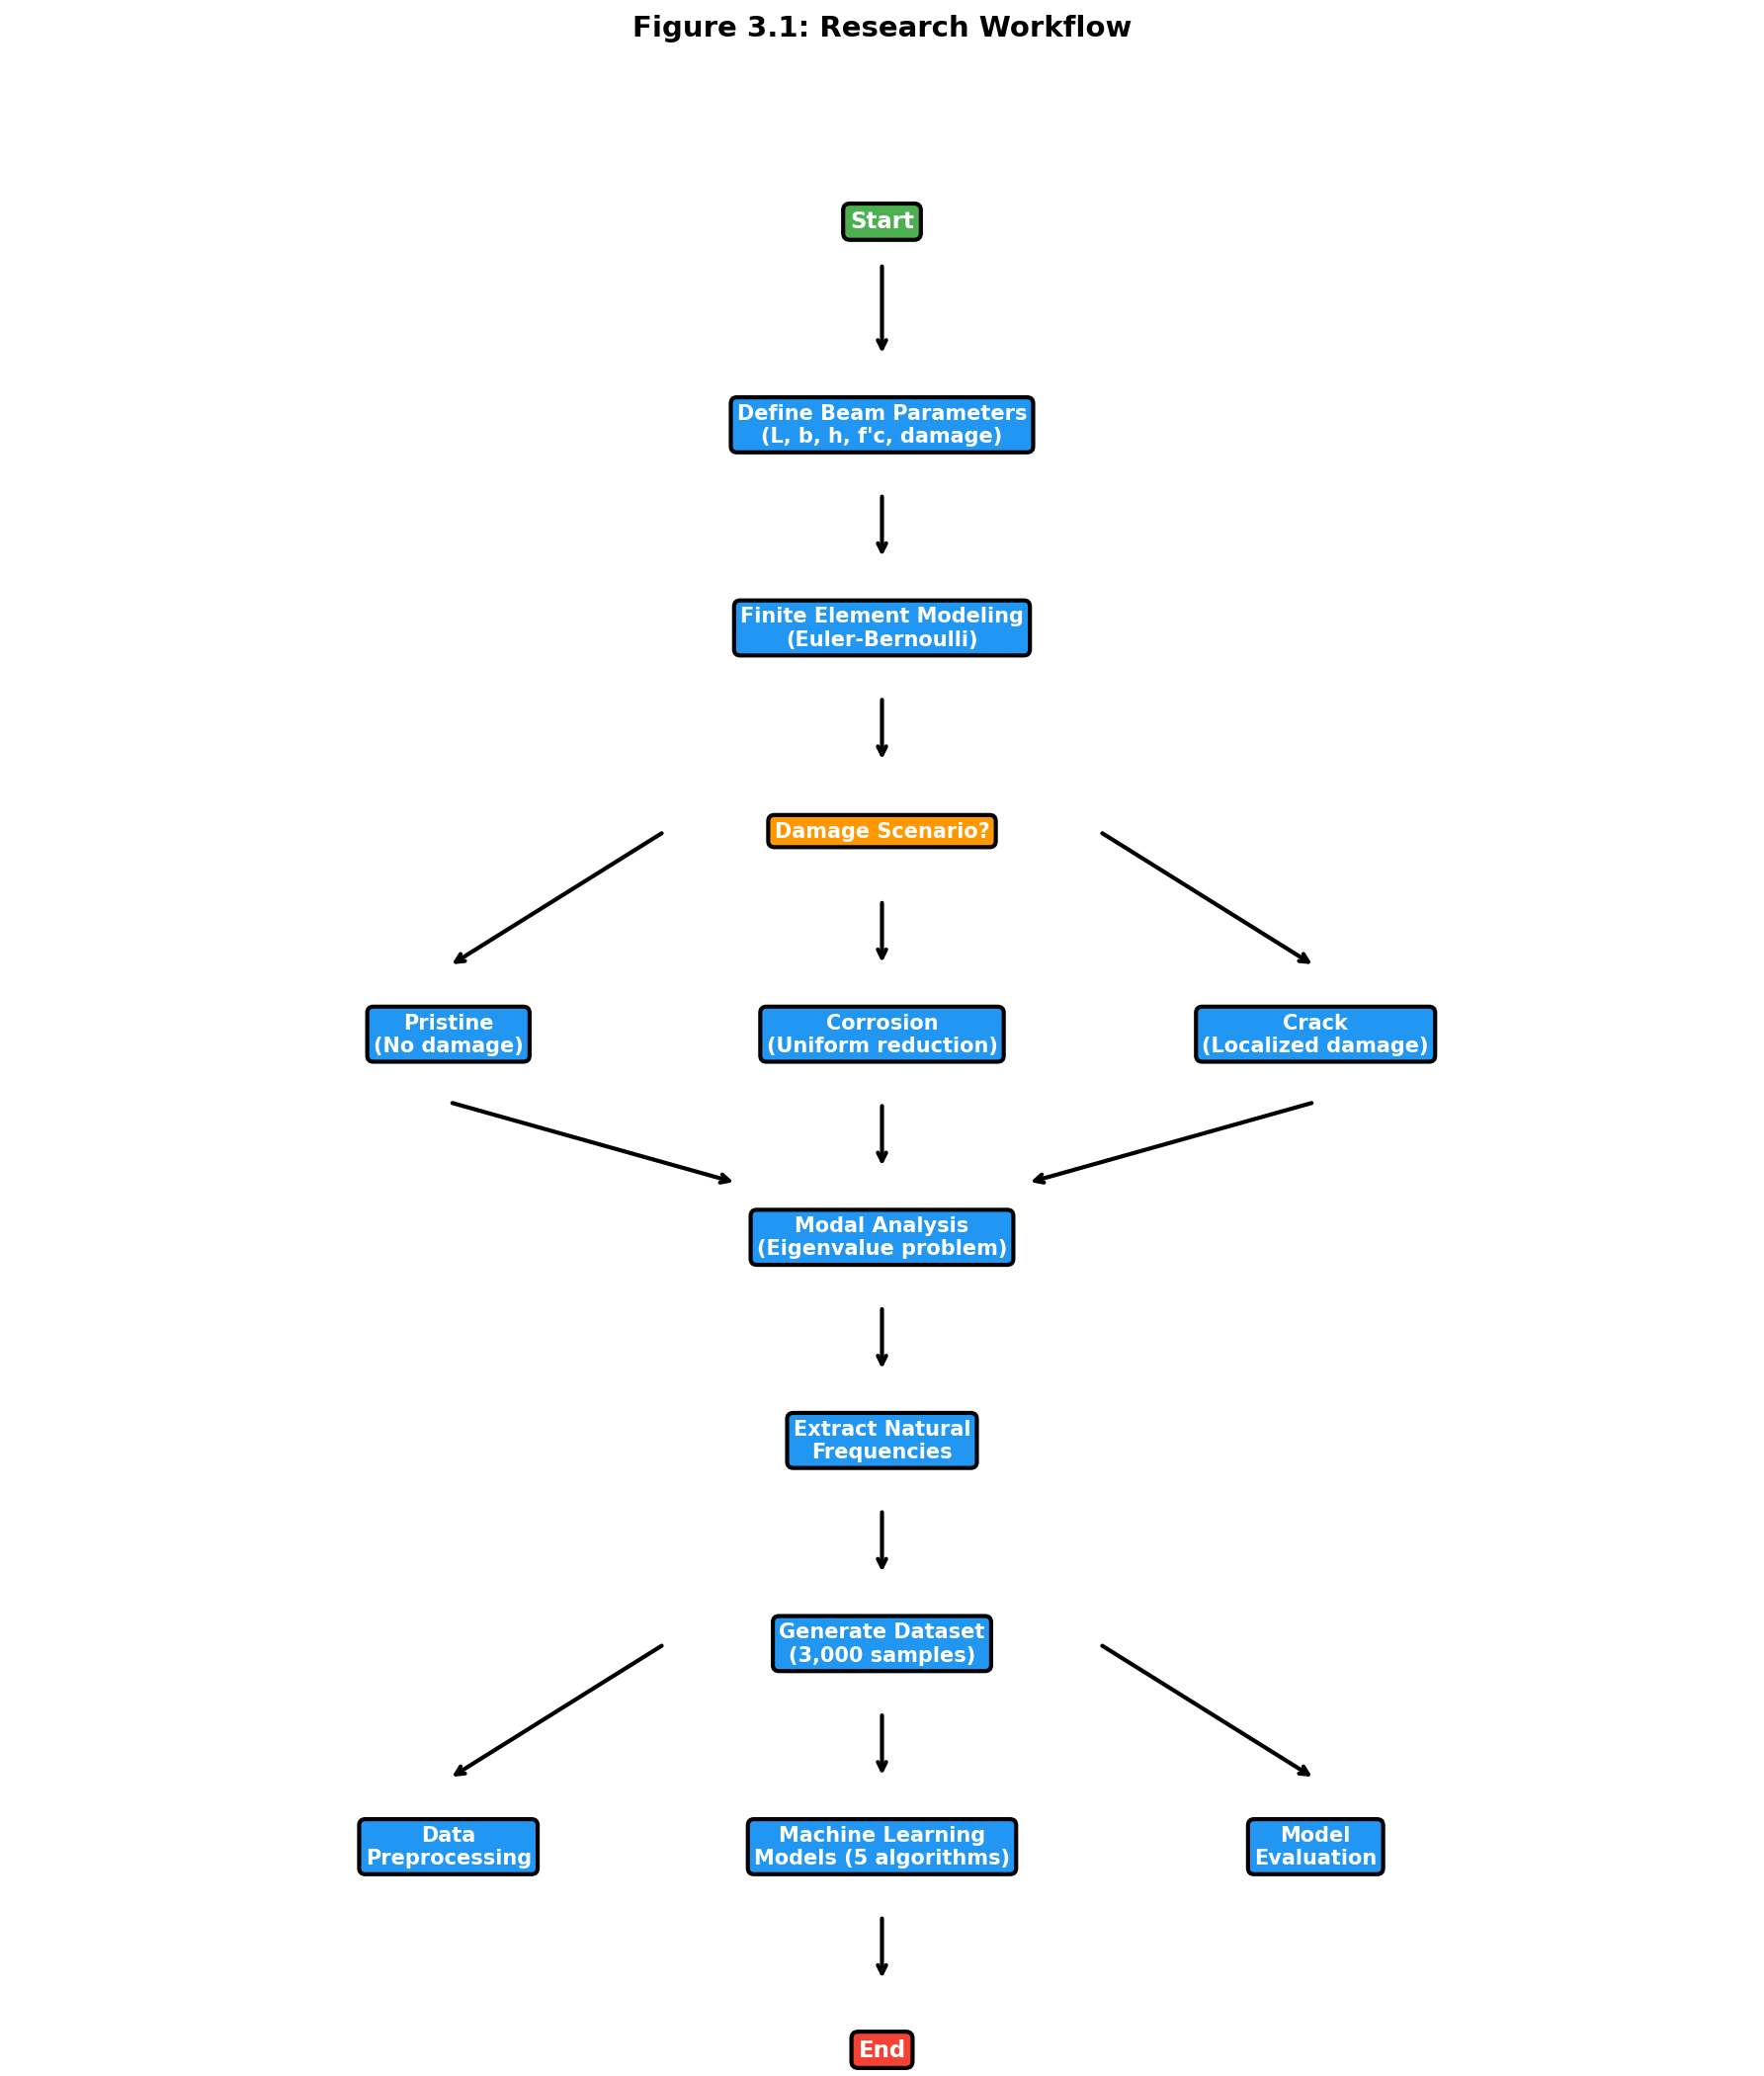 Figure 3.1: Research Workflow
Start
Define Beam Parameters
(L, b, h, f'c, damage)
Finite Element Modeling
(Euler-Bernoulli)
Damage Scenario?
Pristine
(No damage)
Corrosion
(Uniform reduction)
Crack
(Localized damage)
Modal Analysis
(Eigenvalue problem)
Extract Natural
Frequencies
Generate Dataset
(3,000 samples)
Data
Preprocessing
Machine Learning
Models (5 algorithms)
Model
Evaluation
End